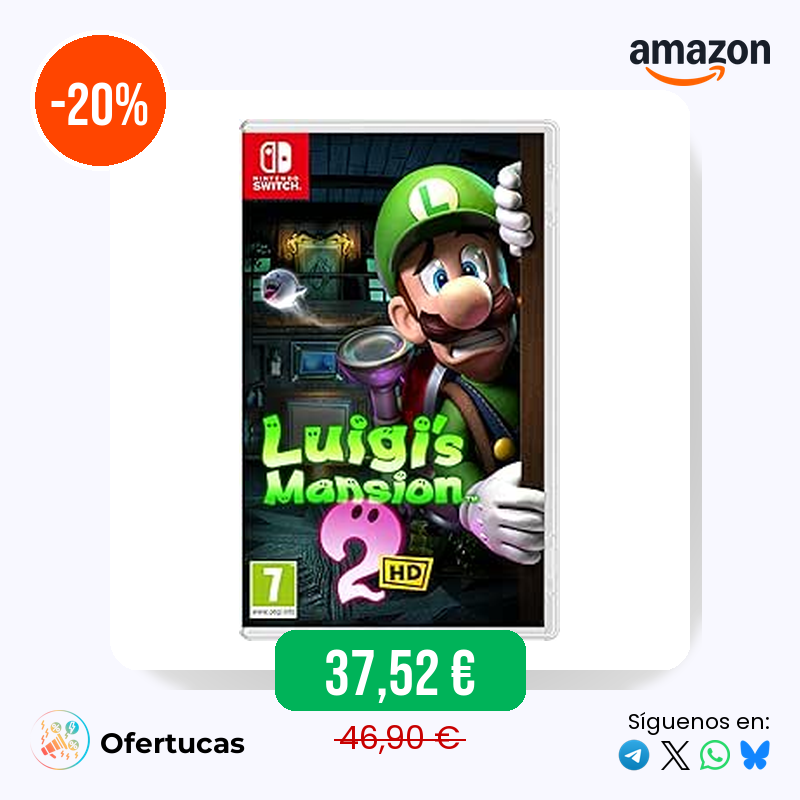 -20%
amazon
NINTENDO
SWITCH
L
Luigi's
Mansion
TM
2
HD
7
www.pegi.info
37,52 €
46,90 €
Ofertucas
Síguenos en: